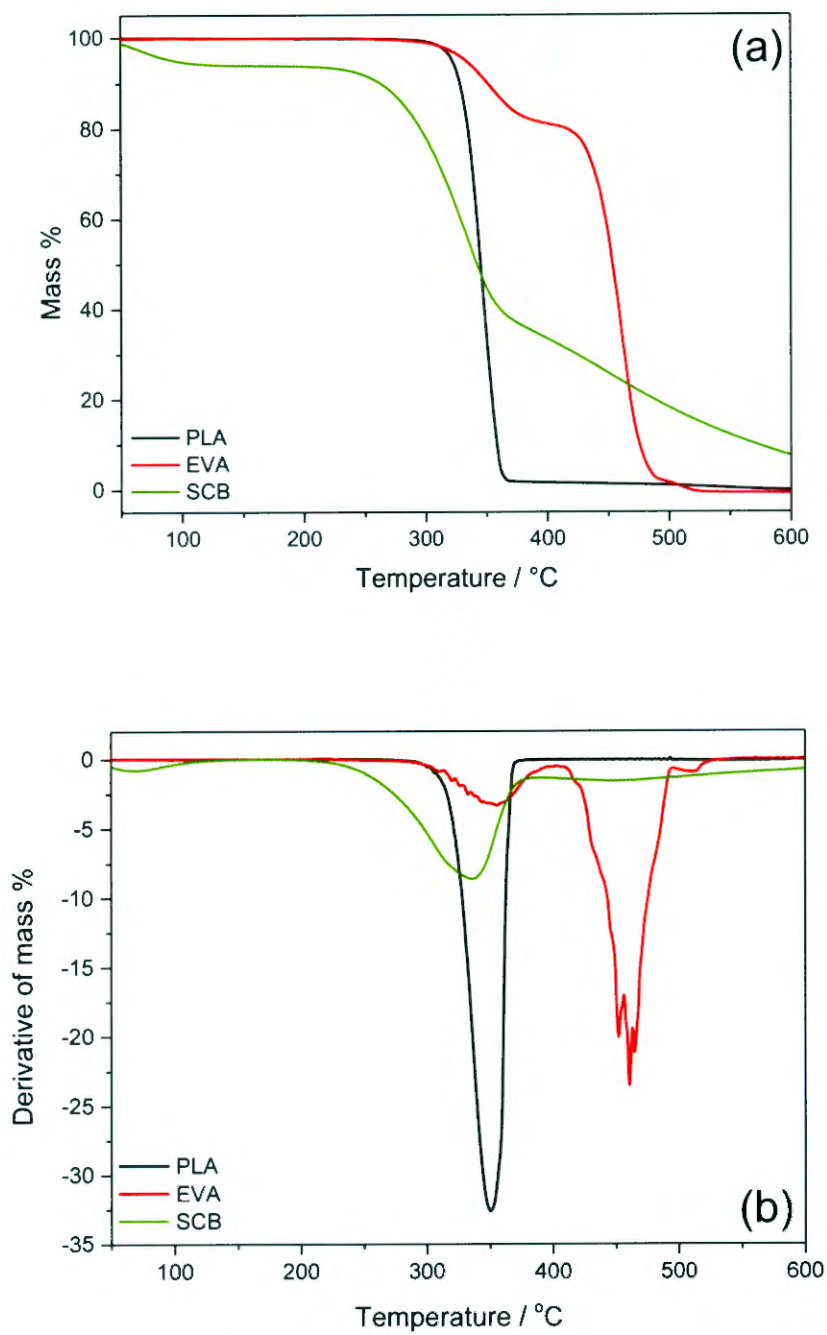 (a)
100
80
60
40
20
0
Mass %
PLA
EVA
SCB
100 200 300 400 500 600
Temperature / °C
(b)
0
-5
-10
-15
-20
-25
-30
-35
Derivative of mass %
PLA
EVA
SCB
100 200 300 400 500 600
Temperature / °C